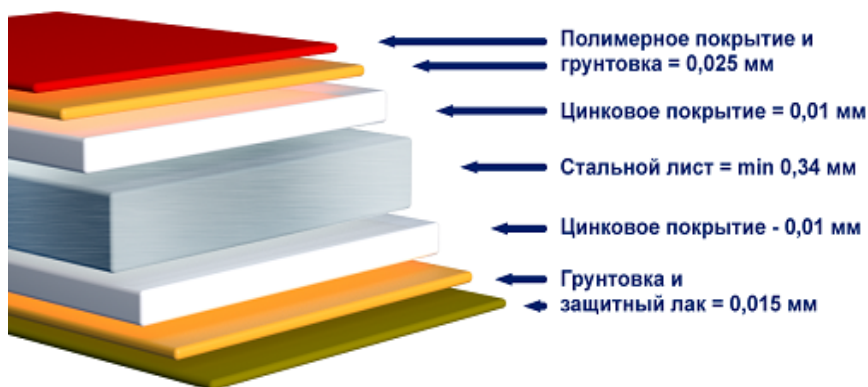 Полимерное покрытие и
грунтовка = 0,025 мм
Цинковое покрытие = 0,01 мм
Стальной лист = min 0,34 мм
Цинковое покрытие - 0,01 мм
Грунтовка и
защитный лак = 0,015 мм